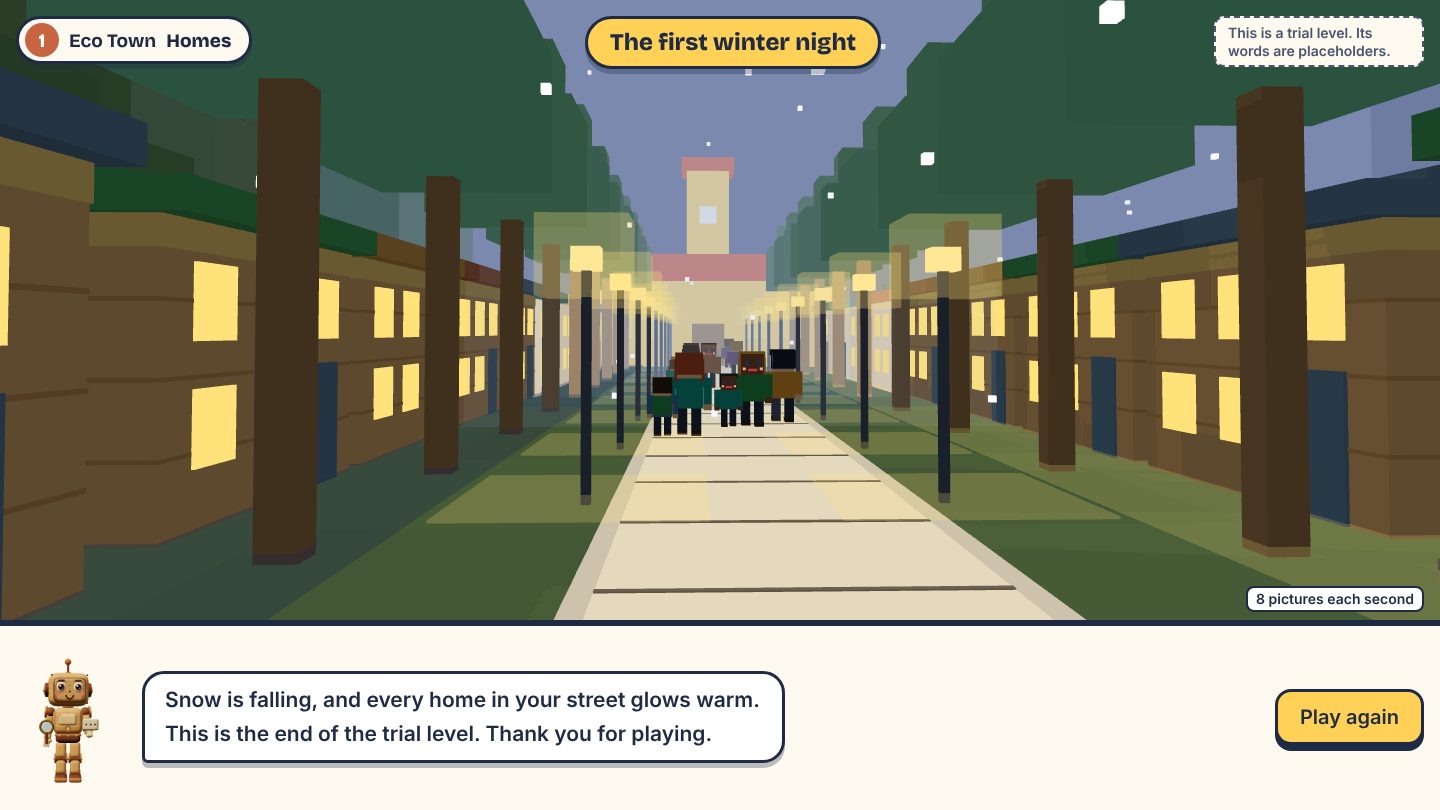 1 Eco Town Homes
The first winter night
This is a trial level. Its
words are placeholders.
8 pictures each second
Snow is falling, and every home in your street glows warm.
This is the end of the trial level. Thank you for playing.
Play again